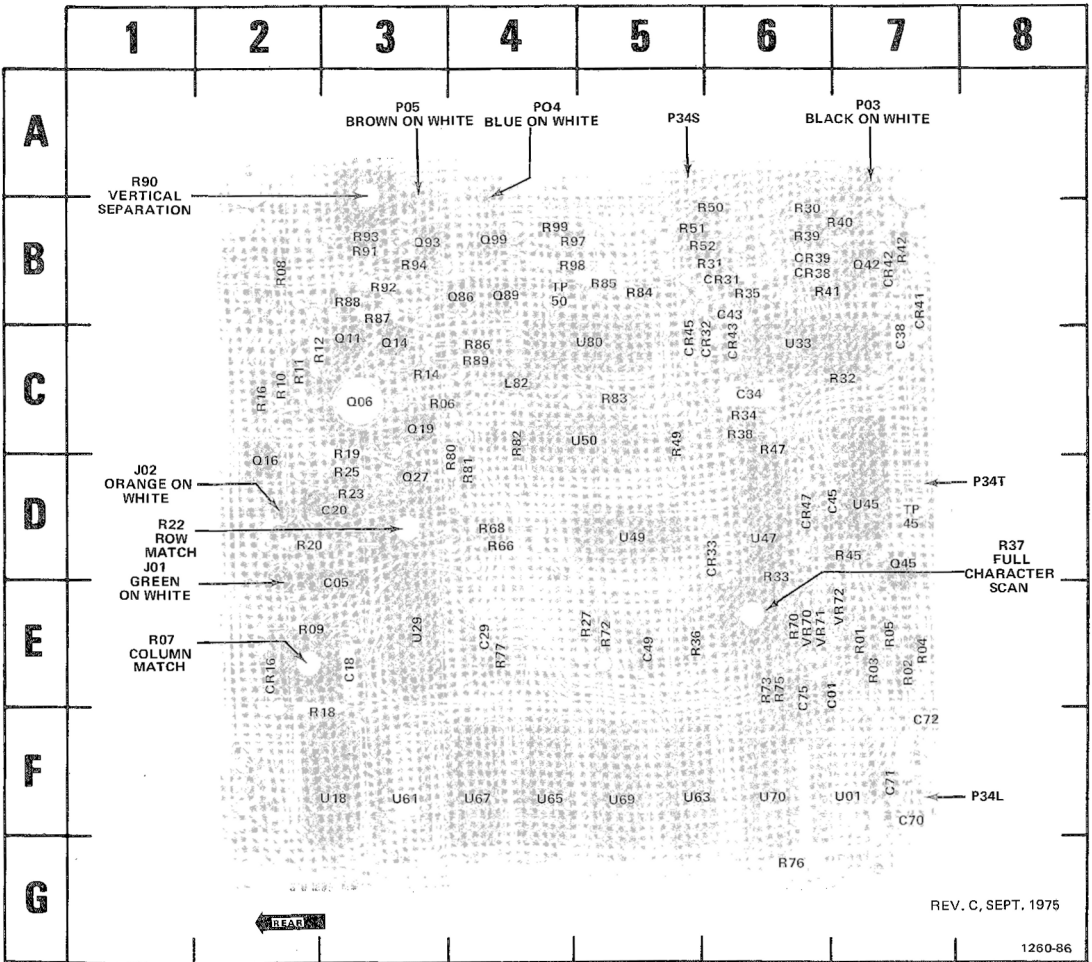 1 2 3 4 5 6 7 8
A
P05
BROWN ON WHITE
PO4
BLUE ON WHITE
P34S
P03
BLACK ON WHITE
R90
VERTICAL
SEPARATION
B
R50 R30
R93 Q93 Q99 R99 R97 R51 R39 R40
R91 R52 R42
R94 R98 R31 CR39 Q42 CR42
R08 CR31 CR38
R92 R85
R88 Q86 Q89 TP
50 R84 R35 R41
R87 C43 CR41
C
Q11 Q14 R86 U80 CR45 CR32 CR43 U33 C38
R12 R89
R11 R14 L82 R32
R16 R10 Q06 R06 R83 C34
R34
Q19 R38
R82 U50 R49 R47
D
J02
ORANGE ON
WHITE
Q16 R19 R80
R25 Q27 R81 P34T
R23 CR47 C45 U45
C20 TP
45
R22
ROW
MATCH
R68 U49 U47
R20 R66 CR33 R45
Q45
R37
FULL
CHARACTER
SCAN
J01
GREEN
ON WHITE
C05 R33
E
VR72
R09 U29 C29 R27 R72 R70 VR70 VR71 R01 R05
R77 C49 R36 R04
R07
COLUMN
MATCH
CR16 C18 R03 R02
R73 R75 C75 C01
R18 C72
F
C71
U18 U61 U67 U65 U69 U63 U70 U01 P34L
C70
G
R76
REAR
REV. C, SEPT. 1975
1260-86